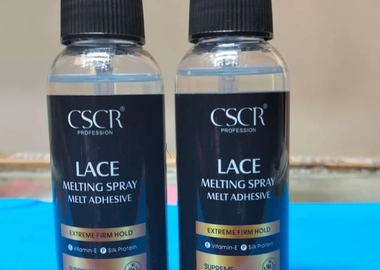 CSCR®
PROFESSION
LACE
MELTING SPRAY
MELT ADHESIVE
EXTREME FIRM HOLD
E Vitamin-E P Silk Protein
SUPREME
CSCR®
PROFESSION
LACE
MELTING SPRAY
MELT ADHESIVE
EXTREME FIRM HOLD
E Vitamin-E P Silk Protein
SUPREME